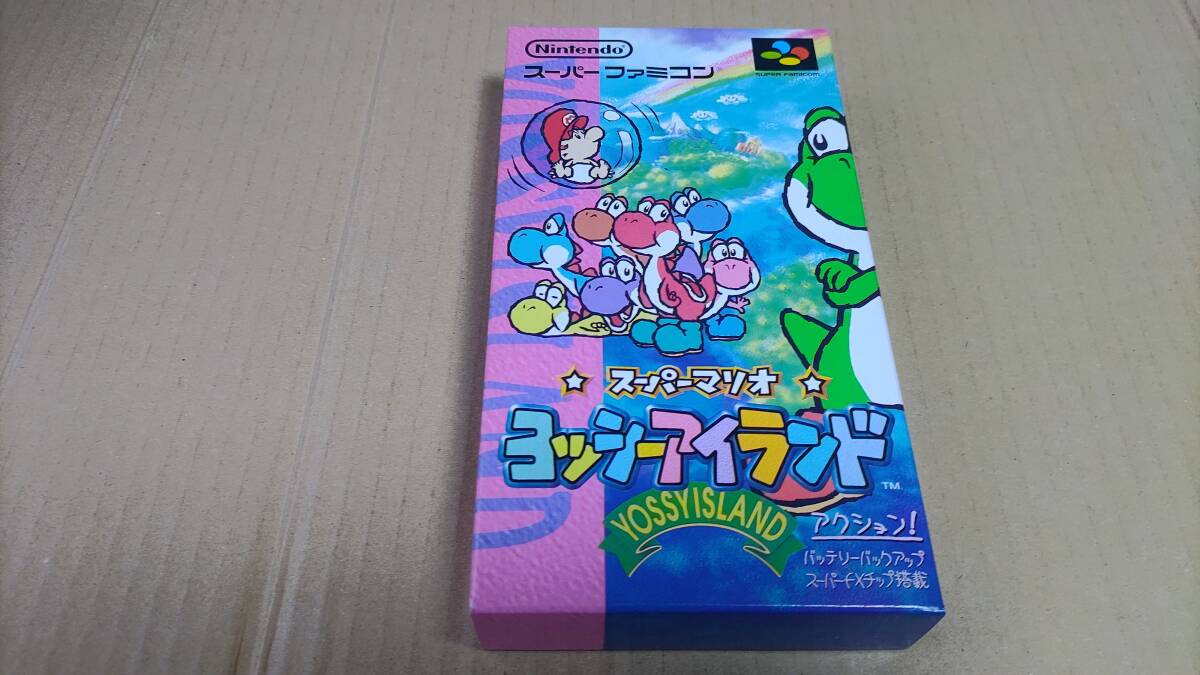 Nintendo
スーパーファミコン
SUPER FAMICOM
スーパーマリオ
ヨッシーアイランド
TM
YOSSYISLAND
アクション!
バッテリーバックアップ
スーパーFXチップ搭載